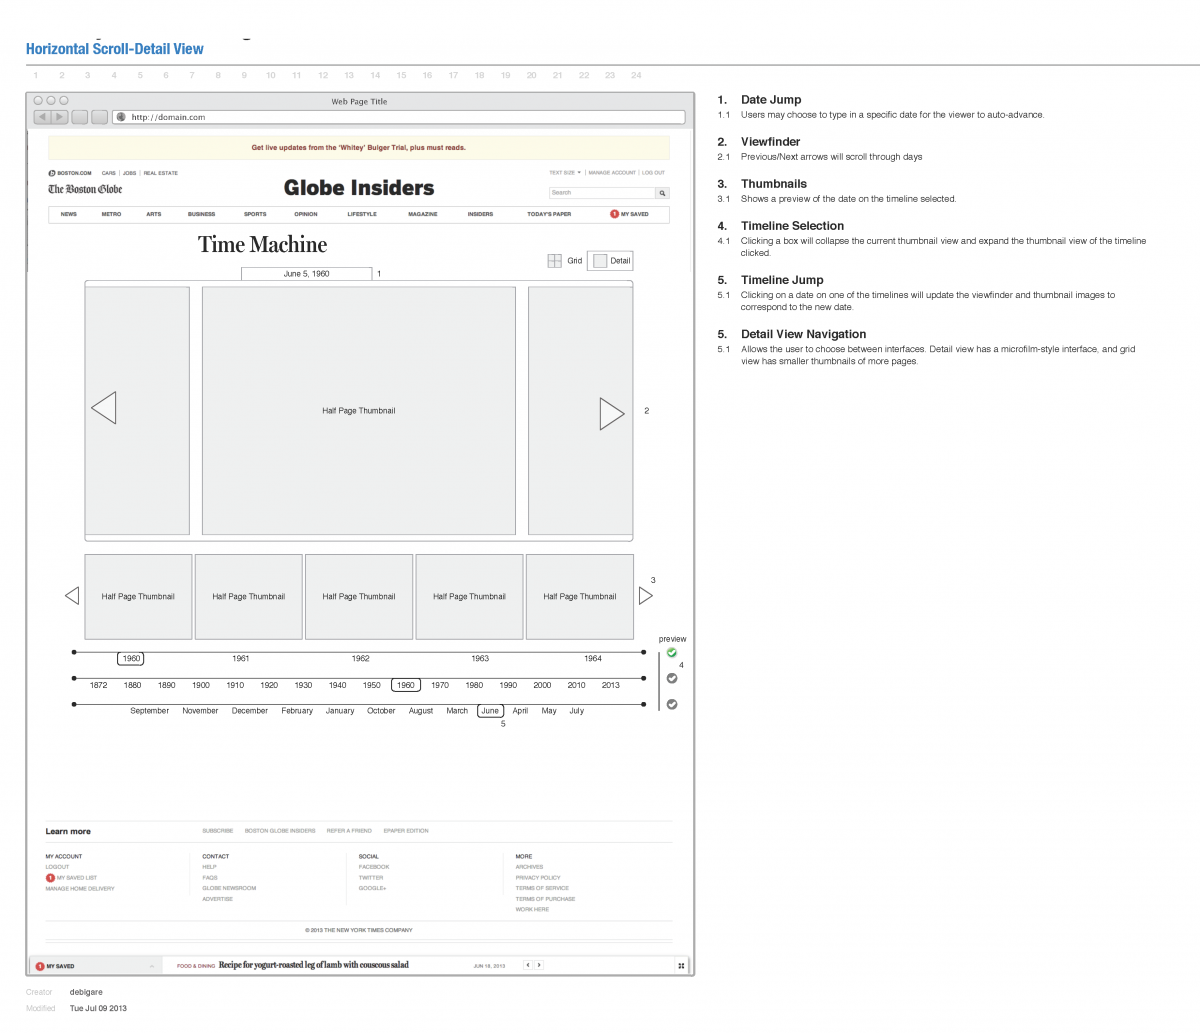 Horizontal Scroll-Detail View
1 2 3 4 5 6 7 8 9 10 11 12 13 14 15 16 17 18 19 20 21 22 23 24
Web Page Title
http://domain.com
Get live updates from the 'Whitey' Bulger Trial, plus must reads.
b BOSTON.COM CARS | JOBS | REAL ESTATE
TEXT SIZE ▼ | MANAGE ACCOUNT | LOG OUT
The Boston Globe
Globe Insiders
Search
NEWS METRO ARTS BUSINESS SPORTS OPINION LIFESTYLE MAGAZINE INSIDERS TODAY'S PAPER 1 MY SAVED
Time Machine
Grid Detail
June 5, 1960 1
Half Page Thumbnail
2
3
Half Page Thumbnail Half Page Thumbnail Half Page Thumbnail Half Page Thumbnail Half Page Thumbnail
preview
1960 1961 1962 1963 1964
4
1872 1880 1890 1900 1910 1920 1930 1940 1950 1960 1970 1980 1990 2000 2010 2013
September November December February January October August March June April May July
5
Learn more SUBSCRIBE BOSTON GLOBE INSIDERS REFER A FRIEND EPAPER EDITION
MY ACCOUNT
LOGOUT
1 MY SAVED LIST
MANAGE HOME DELIVERY
CONTACT
HELP
FAQS
GLOBE NEWSROOM
ADVERTISE
SOCIAL
FACEBOOK
TWITTER
GOOGLE+
MORE
ARCHIVES
PRIVACY POLICY
TERMS OF SERVICE
TERMS OF PURCHASE
WORK HERE
© 2013 THE NEW YORK TIMES COMPANY
1 MY SAVED
FOOD & DINING Recipe for yogurt-roasted leg of lamb with couscous salad JUN 18, 2013
1. Date Jump
1.1 Users may choose to type in a specific date for the viewer to auto-advance.
2. Viewfinder
2.1 Previous/Next arrows will scroll through days
3. Thumbnails
3.1 Shows a preview of the date on the timeline selected.
4. Timeline Selection
4.1 Clicking a box will collapse the current thumbnail view and expand the thumbnail view of the timeline
clicked.
5. Timeline Jump
5.1 Clicking on a date on one of the timelines will update the viewfinder and thumbnail images to
correspond to the new date.
5. Detail View Navigation
5.1 Allows the user to choose between interfaces. Detail view has a microfilm-style interface, and grid
view has smaller thumbnails of more pages.
Creator debigare
Modified Tue Jul 09 2013